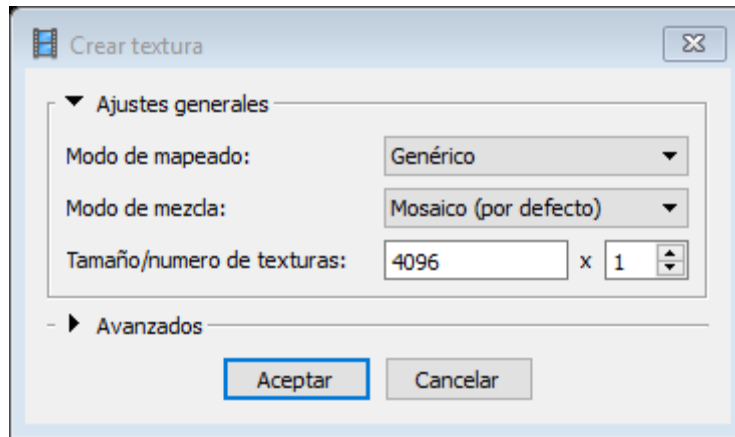 Crear textura
Ajustes generales
Modo de mapeado: Genérico
Modo de mezcla: Mosaico (por defecto)
Tamaño/numero de texturas: 4096 x 1
Avanzados
Aceptar Cancelar